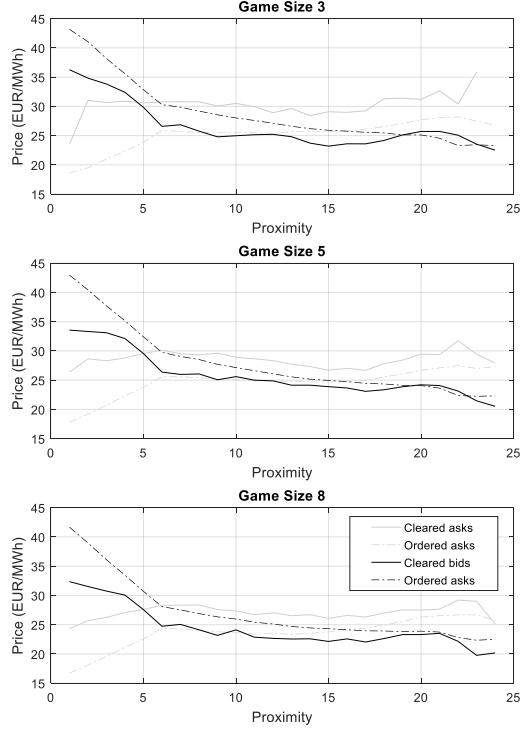 Game Size 3
45
40
35
30
25
20
15
Price (EUR/MWh)
0 5 10 15 20 25
Proximity
Game Size 5
45
40
35
30
25
20
15
Price (EUR/MWh)
0 5 10 15 20 25
Proximity
Game Size 8
45
40
35
30
25
20
15
Price (EUR/MWh)
Cleared asks
Ordered asks
Cleared bids
Ordered asks
0 5 10 15 20 25
Proximity